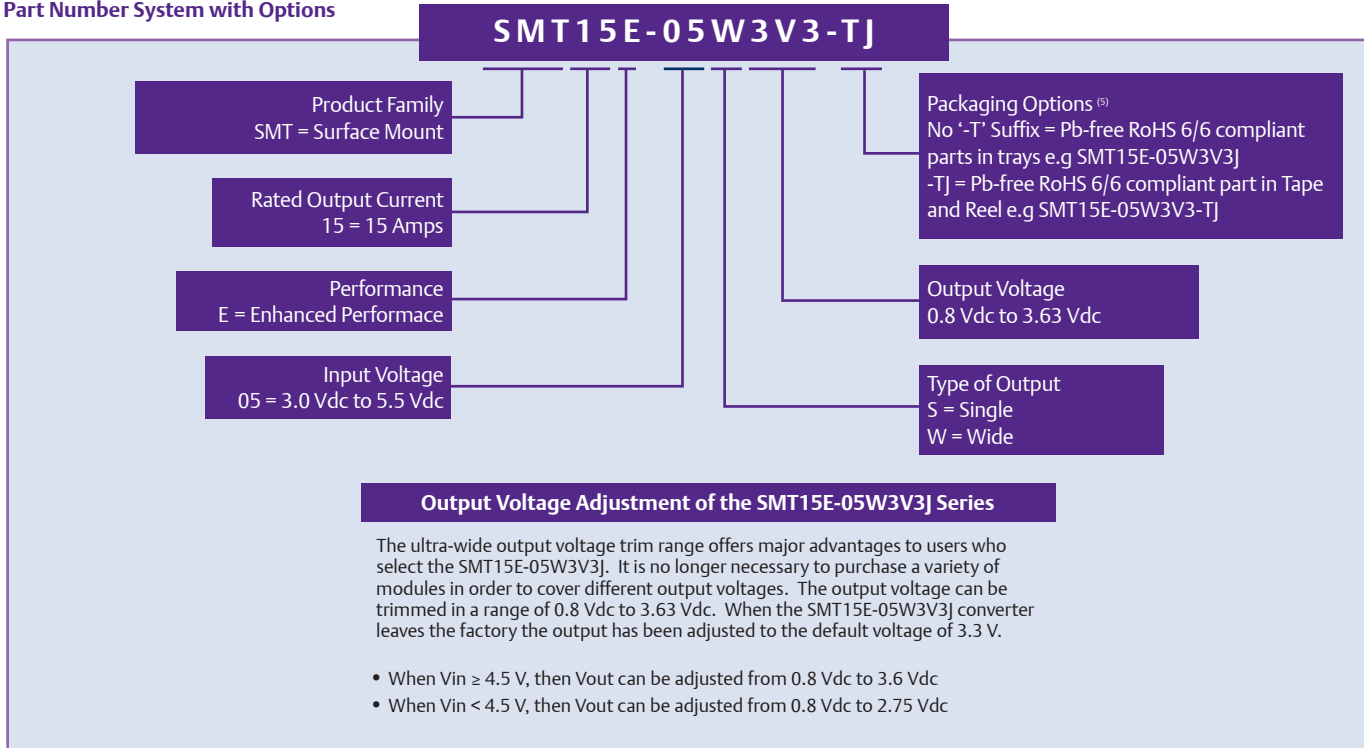 Part Number System with Options
SMT15E-05W3V3-TJ
Product Family
SMT = Surface Mount
Rated Output Current
15 = 15 Amps
Performance
E = Enhanced Performace
Input Voltage
05 = 3.0 Vdc to 5.5 Vdc
Packaging Options (5)
No ‘-T’ Suffix = Pb-free RoHS 6/6 compliant
parts in trays e.g SMT15E-05W3V3J
-TJ = Pb-free RoHS 6/6 compliant part in Tape
and Reel e.g SMT15E-05W3V3-TJ
Output Voltage
0.8 Vdc to 3.63 Vdc
Type of Output
S = Single
W = Wide
Output Voltage Adjustment of the SMT15E-05W3V3J Series
The ultra-wide output voltage trim range offers major advantages to users who
select the SMT15E-05W3V3J. It is no longer necessary to purchase a variety of
modules in order to cover different output voltages. The output voltage can be
trimmed in a range of 0.8 Vdc to 3.63 Vdc. When the SMT15E-05W3V3J converter
leaves the factory the output has been adjusted to the default voltage of 3.3 V.
• When Vin ≥ 4.5 V, then Vout can be adjusted from 0.8 Vdc to 3.6 Vdc
• When Vin < 4.5 V, then Vout can be adjusted from 0.8 Vdc to 2.75 Vdc